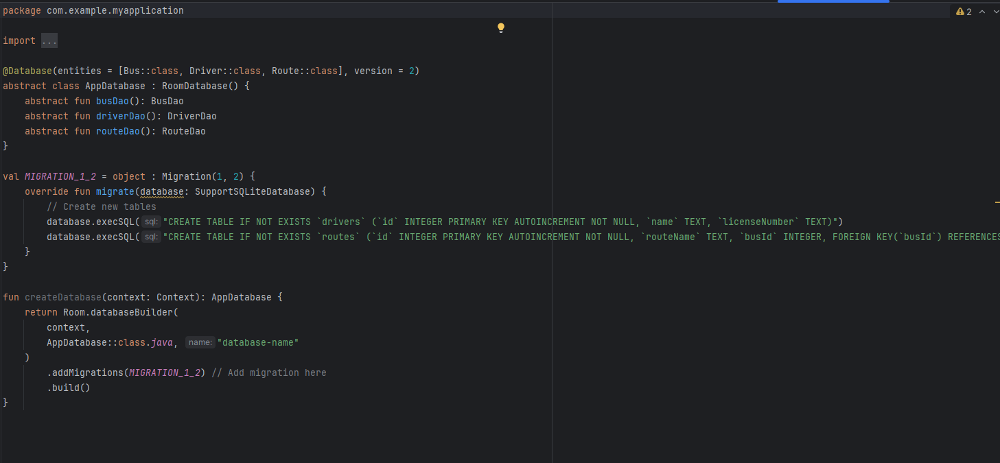 package com.example.myapplication
2
import ...
@Database(entities = [Bus::class, Driver::class, Route::class], version = 2)
abstract class AppDatabase : RoomDatabase() {
    abstract fun busDao(): BusDao
    abstract fun driverDao(): DriverDao
    abstract fun routeDao(): RouteDao
}
val MIGRATION_1_2 = object : Migration(1, 2) {
    override fun migrate(database: SupportSQLiteDatabase) {
        // Create new tables
        database.execSQL( sql: "CREATE TABLE IF NOT EXISTS `drivers` (`id` INTEGER PRIMARY KEY AUTOINCREMENT NOT NULL, `name` TEXT, `licenseNumber` TEXT)")
        database.execSQL( sql: "CREATE TABLE IF NOT EXISTS `routes` (`id` INTEGER PRIMARY KEY AUTOINCREMENT NOT NULL, `routeName` TEXT, `busId` INTEGER, FOREIGN KEY(`busId`) REFERENCES
    }
}
fun createDatabase(context: Context): AppDatabase {
    return Room.databaseBuilder(
        context,
        AppDatabase::class.java, name: "database-name"
    )
        .addMigrations(MIGRATION_1_2) // Add migration here
        .build()
}